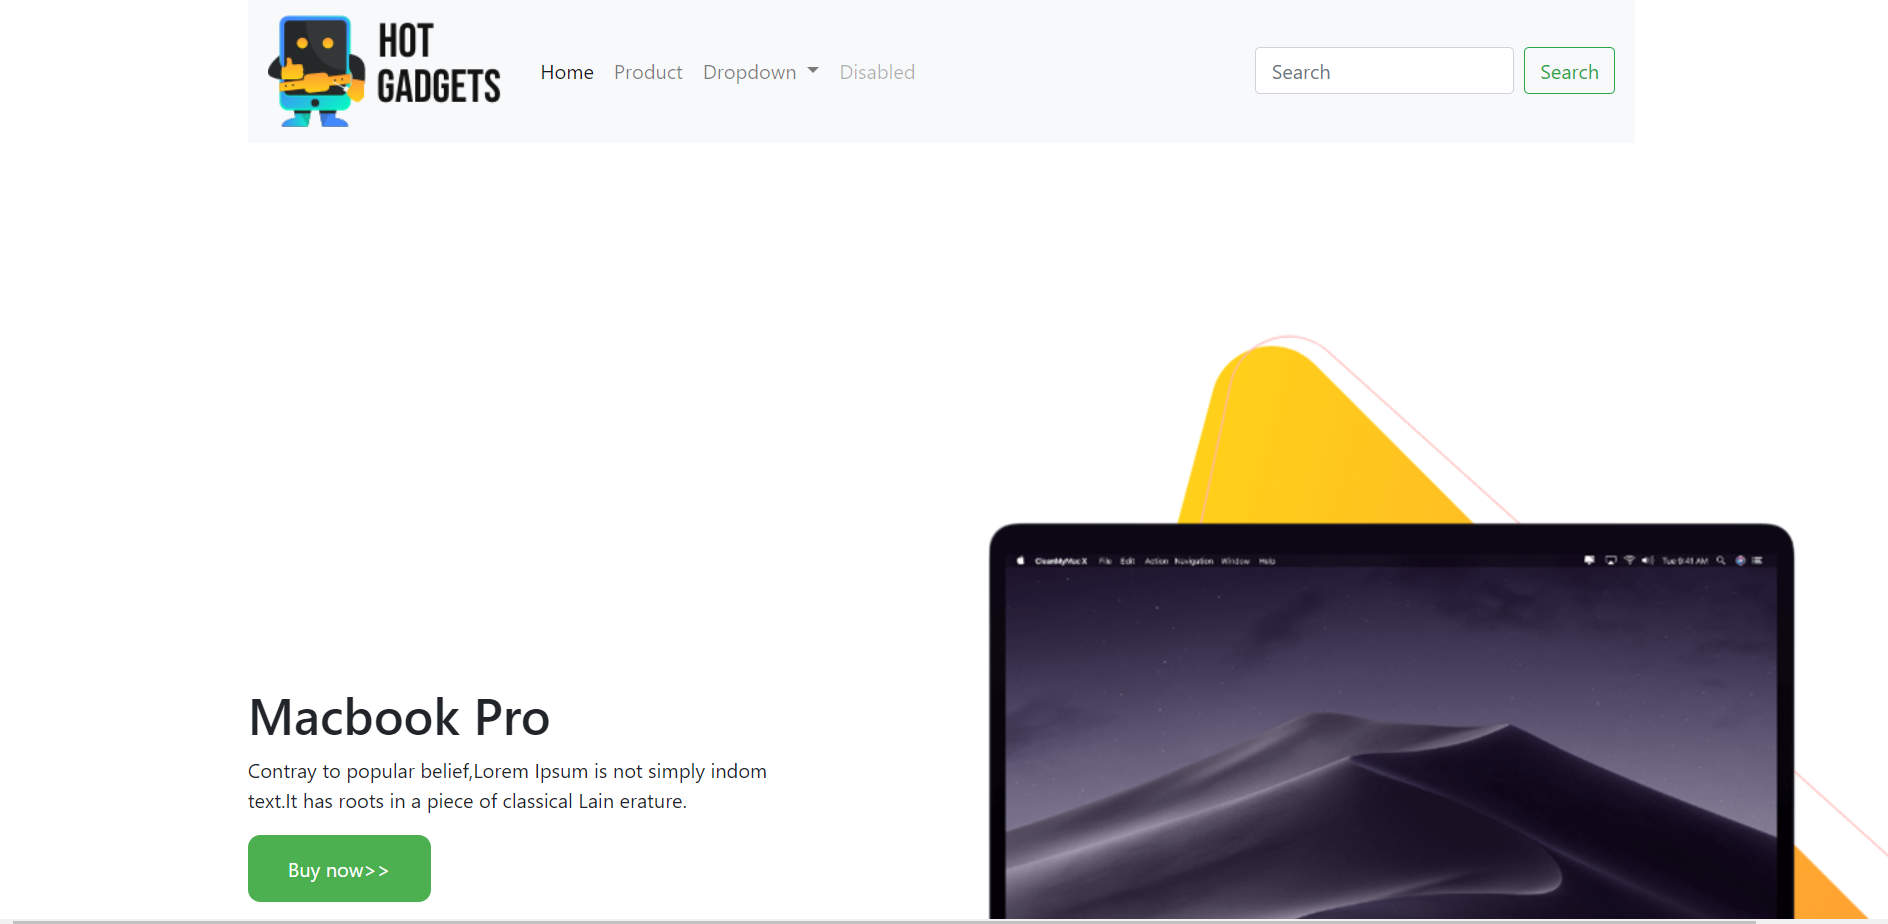 HOT
GADGETS
Home Product Dropdown Disabled
Search Search
CleanMyMac X File Edit Action Navigation Window Help Tue 9:41 AM
Macbook Pro
Contray to popular belief,Lorem Ipsum is not simply indom
text.It has roots in a piece of classical Lain erature.
Buy now>>